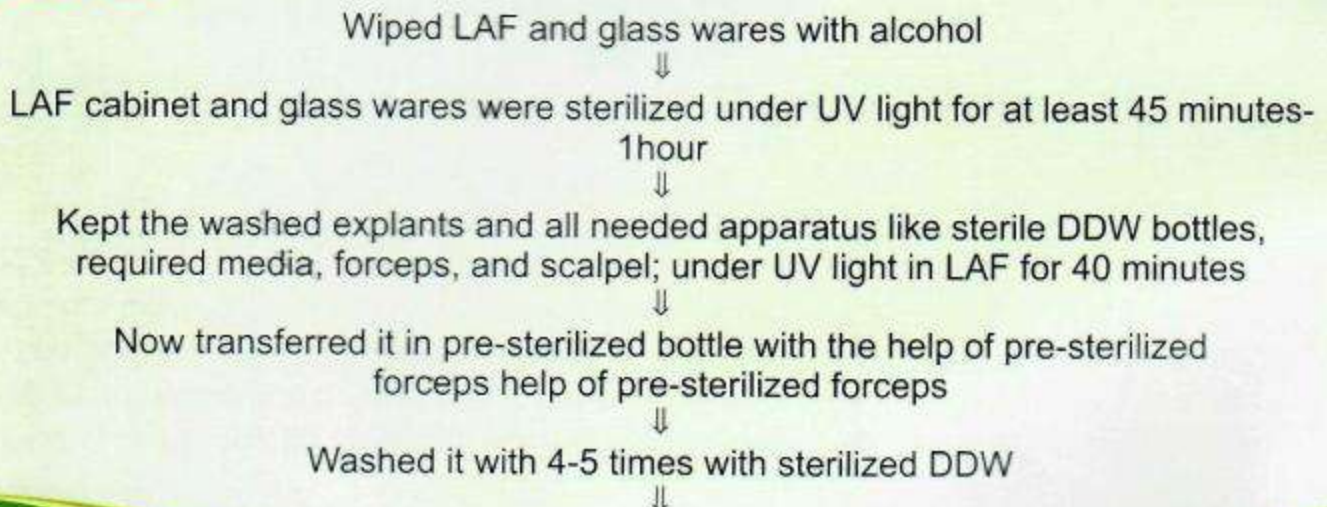 Wiped LAF and glass wares with alcohol
⇓
LAF cabinet and glass wares were sterilized under UV light for at least 45 minutes-
1hour
⇓
Kept the washed explants and all needed apparatus like sterile DDW bottles,
required media, forceps, and scalpel; under UV light in LAF for 40 minutes
⇓
Now transferred it in pre-sterilized bottle with the help of pre-sterilized
forceps help of pre-sterilized forceps
⇓
Washed it with 4-5 times with sterilized DDW
⇓